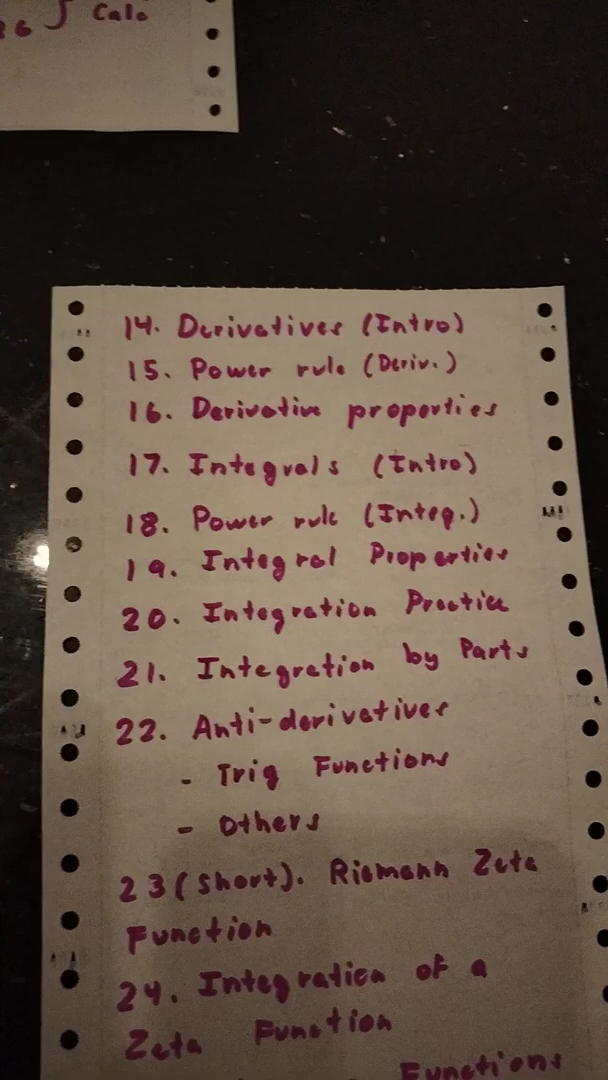 36 ∫ Calc
14. Derivatives (Intro)
15. Power rule (Deriv.)
16. Derivative properties
17. Integrals (Intro)
18. Power rule (Integ.)
19. Integral Properties
20. Integration Practice
21. Integration by Parts
22. Anti-derivatives
- Trig Functions
- Others
23(short). Riemann Zeta
Function
24. Integration of a
Zeta Function
Functions